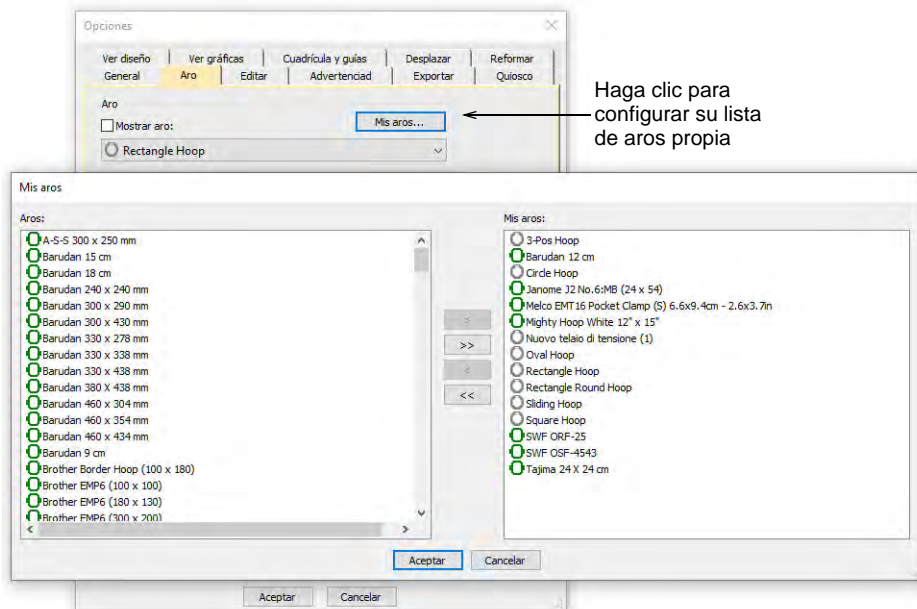 Opciones
Ver diseño
Ver gráficas
Cuadrícula y guías
Desplazar
Reformar
General
Aro
Editar
Advertenciad
Exportar
Quiosco
Aro
Mostrar aro:
Mis aros...
Rectangle Hoop
Haga clic para
configurar su lista
de aros propia
Mis aros
Aros:
A-S-S 300 x 250 mm
Barudan 15 cm
Barudan 18 cm
Barudan 240 x 240 mm
Barudan 300 x 290 mm
Barudan 300 x 430 mm
Barudan 330 x 278 mm
Barudan 330 x 338 mm
Barudan 330 x 438 mm
Barudan 380 X 438 mm
Barudan 460 x 304 mm
Barudan 460 x 354 mm
Barudan 460 x 434 mm
Barudan 9 cm
Brother Border Hoop (100 x 180)
Brother EMP6 (100 x 100)
Brother EMP6 (180 x 130)
Brother EMP6 (300 x 200)
>
>>
<
<<
Mis aros:
3-Pos Hoop
Barudan 12 cm
Circle Hoop
Janome J2 No.6:MB (24 x 54)
Melco EMT16 Pocket Clamp (S) 6.6x9.4cm - 2.6x3.7in
Mighty Hoop White 12" x 15"
Nuovo telaio di tensione (1)
Oval Hoop
Rectangle Hoop
Rectangle Round Hoop
Sliding Hoop
Square Hoop
SWF ORF-25
SWF OSF-4543
Tajima 24 X 24 cm
Aceptar
Cancelar
Aceptar
Cancelar